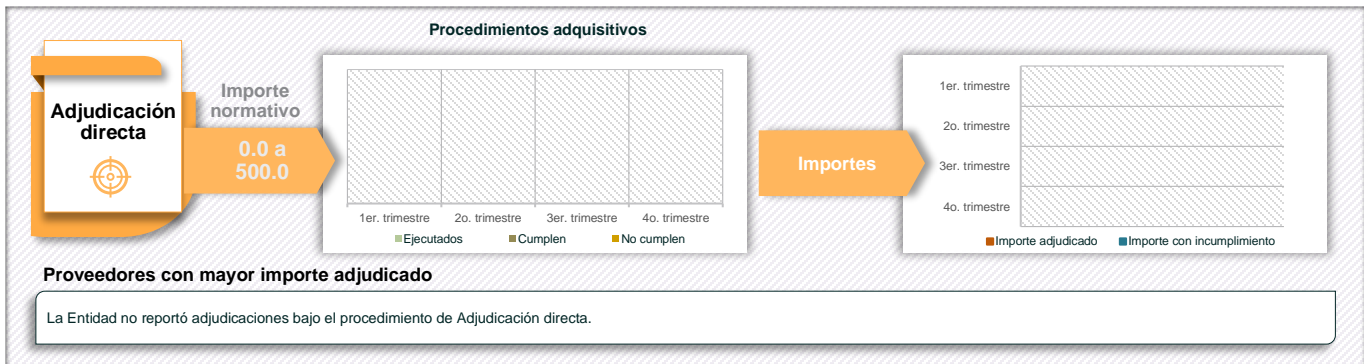 Adjudicación
directa
Importe
normativo
0.0 a
500.0
Procedimientos adquisitivos
1er. trimestre
2o. trimestre
3er. trimestre
4o. trimestre
Ejecutados
Cumplen
No cumplen
Importes
1er. trimestre
2o. trimestre
3er. trimestre
4o. trimestre
Importe adjudicado
Importe con incumplimiento
Proveedores con mayor importe adjudicado
La Entidad no reportó adjudicaciones bajo el procedimiento de Adjudicación directa.